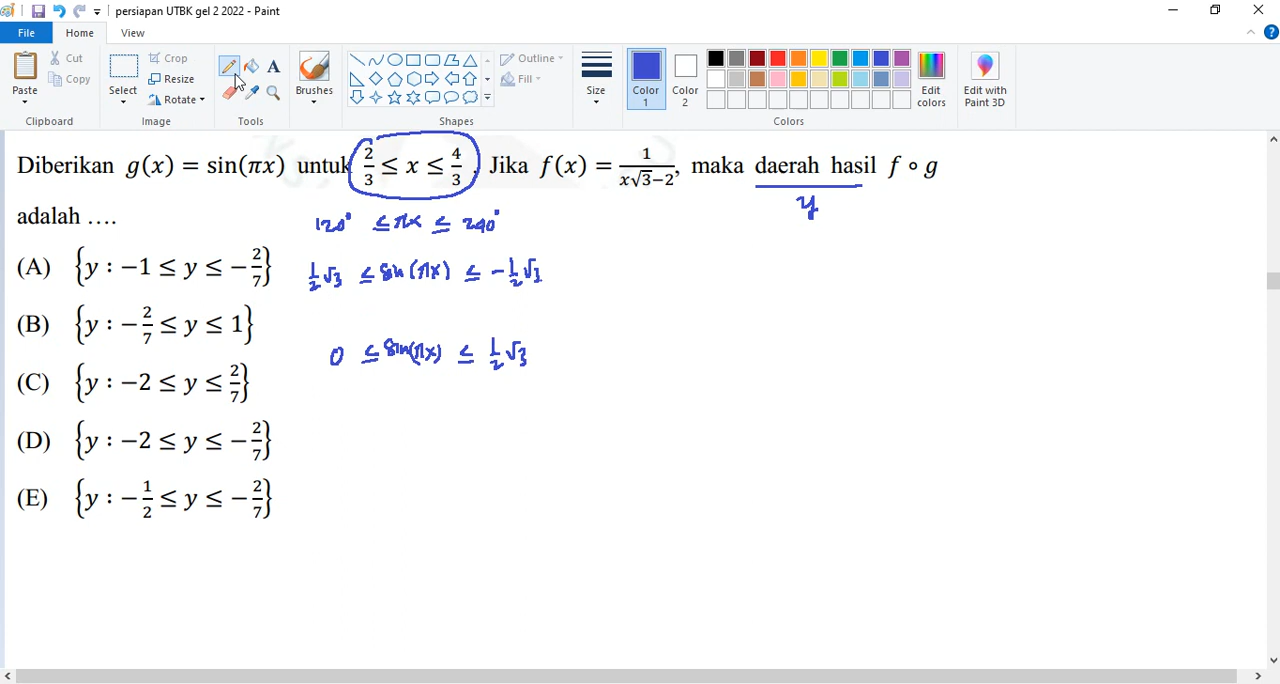 persiapan UTBK gel 2 2022 - Paint
File Home View
Paste Cut Copy Select Crop Resize Rotate A Brushes Outline Fill Size Color 1 Color 2 Edit colors Edit with Paint 3D
Clipboard Image Tools Shapes Colors
Diberikan g(x) = sin(πx) untuk 2/3 ≤ x ≤ 4/3. Jika f(x) = 1/(x√3−2), maka daerah hasil f ∘ g
y
adalah ….
120° ≤ πx ≤ 240°
(A) {y : −1 ≤ y ≤ −2/7}
1/2 √3 ≤ sin(πx) ≤ −1/2 √3
(B) {y : −2/7 ≤ y ≤ 1}
0 ≤ sin(πx) ≤ 1/2 √3
(C) {y : −2 ≤ y ≤ 2/7}
(D) {y : −2 ≤ y ≤ −2/7}
(E) {y : −1/2 ≤ y ≤ −2/7}